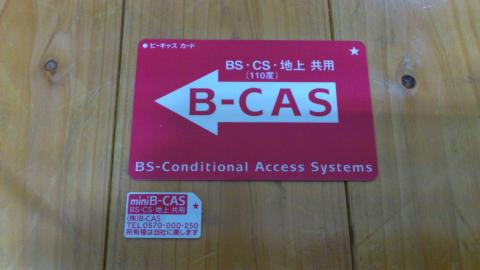 ●ビーキャス カード
★
BS・CS・地上 共用
(110度)
B-CAS
BS-Conditional Access Systems
miniB-CAS
BS・CS・地上 共用
★
(株)B-CAS
TEL0570-000-250
所有権は当社に属します